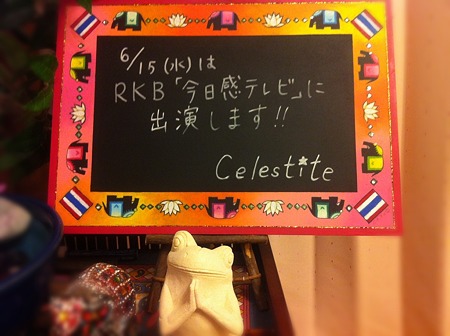 6/15(水)は
RKB「今日感テレビ」に
出演します!!
Celestite